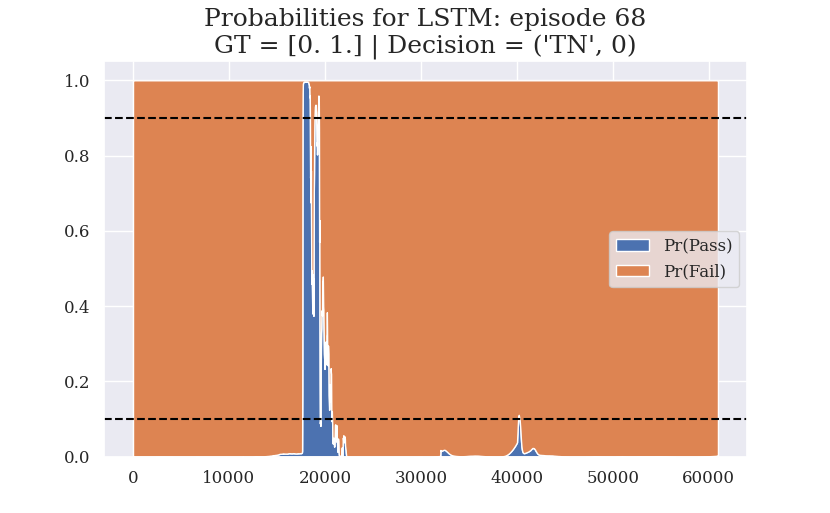 Probabilities for LSTM: episode 68
GT = [0. 1.] | Decision = ('TN', 0)
1.0
0.8
0.6
0.4
0.2
0.0
Pr(Pass)
Pr(Fail)
0 10000 20000 30000 40000 50000 60000